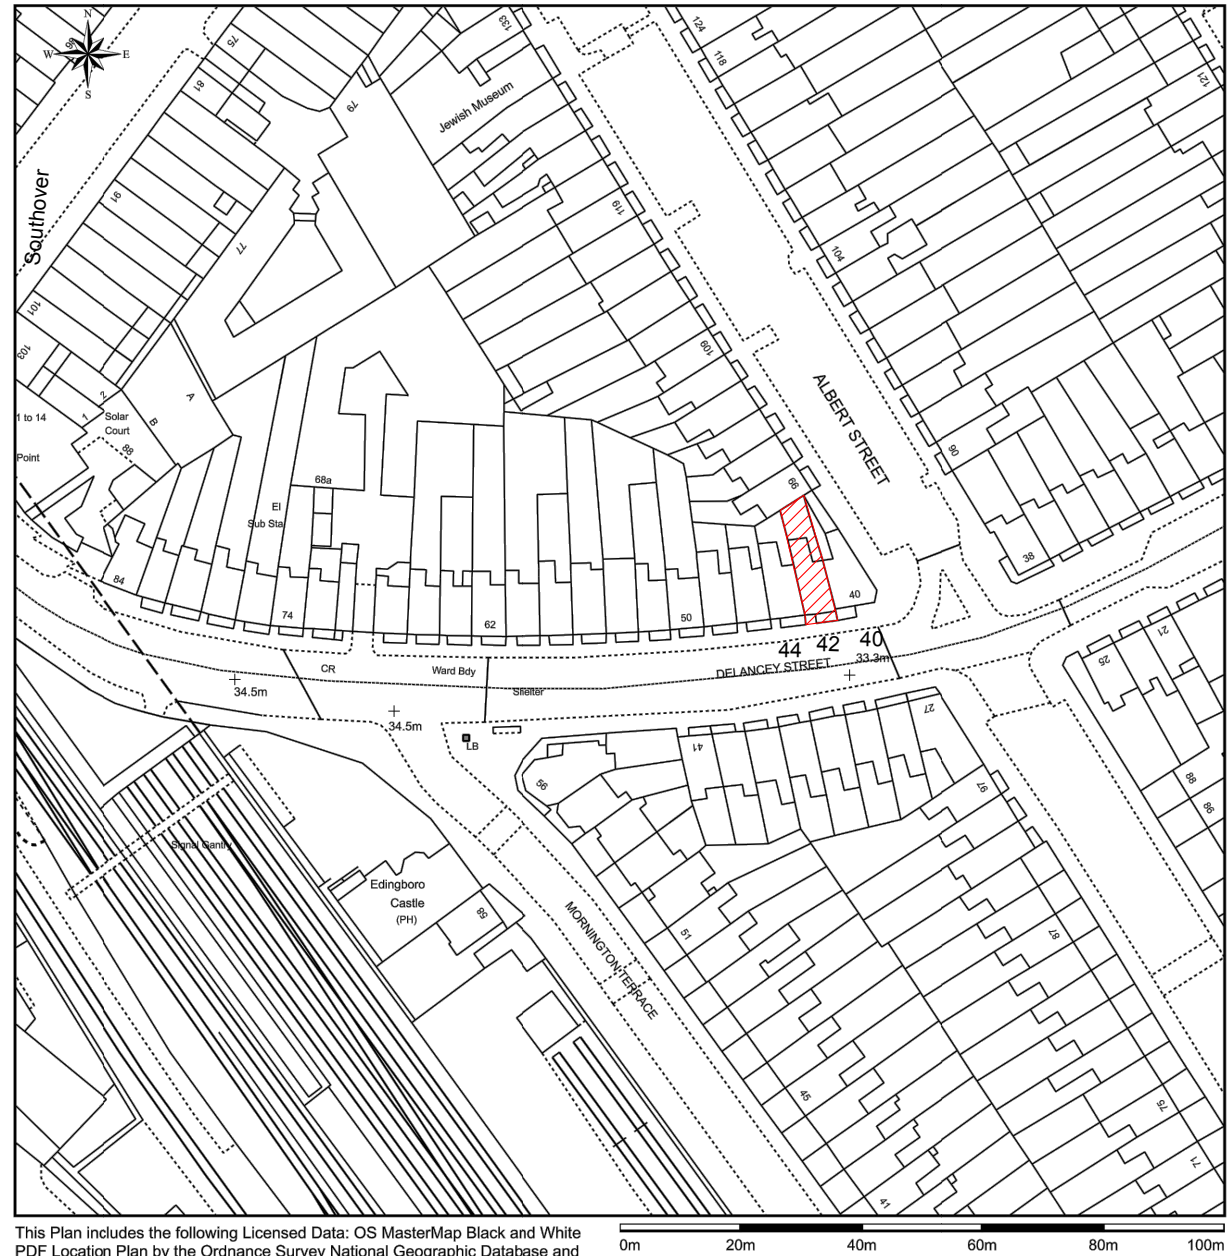 N
W
E
S
96
75
81
79
133
Jewish Museum
124
118
121
91
119
Southover
77
104
101
109
103
ALBERT STREET
2
1
A
B
1 to 14
Solar
Court
88
Point
90
68a
66
El
Sub Sta
38
84
74
62
50
40
44 42 40
33.3m
DELANCEY STREET
CR
Ward Bdy
Shelter
34.5m
34.5m
LB
21
25
27
41
56
97
88
86
Signal Gantry
Edingboro
Castle
(PH)
58
MORNINGTON TERRACE
51
87
45
75
41
71
This Plan includes the following Licensed Data: OS MasterMap Black and White
PDF Location Plan by the Ordnance Survey National Geographic Database and
0m 20m 40m 60m 80m 100m